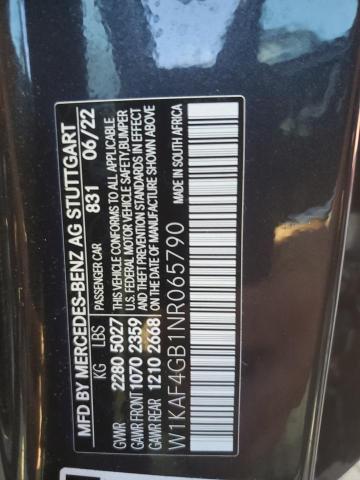 MFD BY MERCEDES-BENZ AG STUTTGART
PASSENGER CAR 831 06/22
KG LBS
GVWR 2280 5027
GAWR FRONT 1070 2359
GAWR REAR 1210 2668
THIS VEHICLE CONFORMS TO ALL APPLICABLE
U.S. FEDERAL MOTOR VEHICLE SAFETY, BUMPER
AND THEFT PREVENTION STANDARDS IN EFFECT
ON THE DATE OF MANUFACTURE SHOWN ABOVE
W1KAF4GB1NR065790
MADE IN SOUTH AFRICA